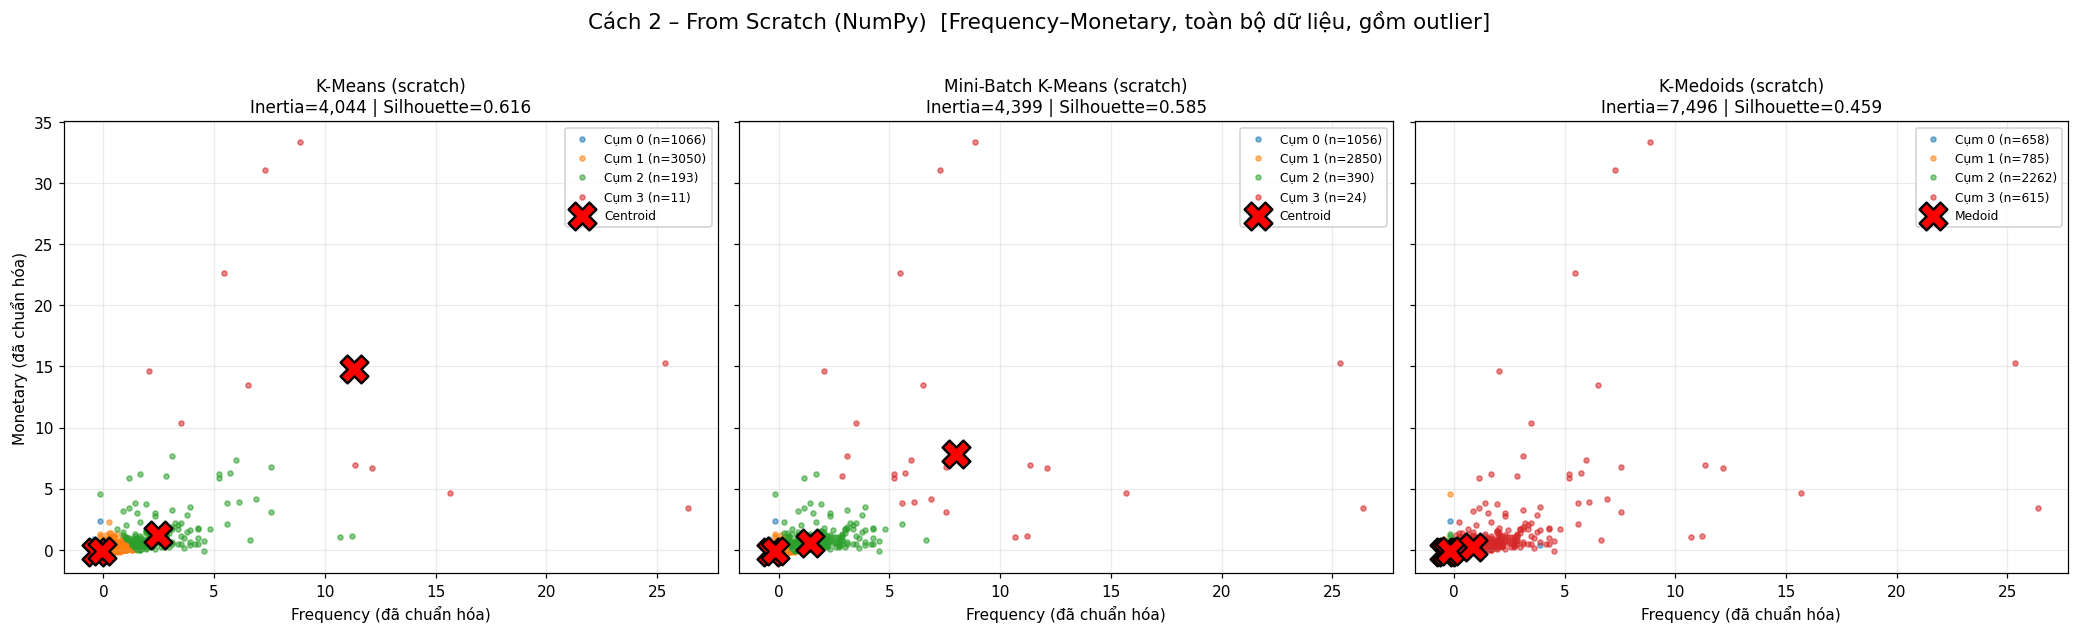 Cách 2 – From Scratch (NumPy)  [Frequency–Monetary, toàn bộ dữ liệu, gồm outlier]
K-Means (scratch)
Inertia=4,044 | Silhouette=0.616
Cụm 0 (n=1066)
Cụm 1 (n=3050)
Cụm 2 (n=193)
Cụm 3 (n=11)
Centroid
35
30
25
20
15
10
5
0
Monetary (đã chuẩn hóa)
0 5 10 15 20 25
Frequency (đã chuẩn hóa)
Mini-Batch K-Means (scratch)
Inertia=4,399 | Silhouette=0.585
Cụm 0 (n=1056)
Cụm 1 (n=2850)
Cụm 2 (n=390)
Cụm 3 (n=24)
Centroid
0 5 10 15 20 25
Frequency (đã chuẩn hóa)
K-Medoids (scratch)
Inertia=7,496 | Silhouette=0.459
Cụm 0 (n=658)
Cụm 1 (n=785)
Cụm 2 (n=2262)
Cụm 3 (n=615)
Medoid
0 5 10 15 20 25
Frequency (đã chuẩn hóa)